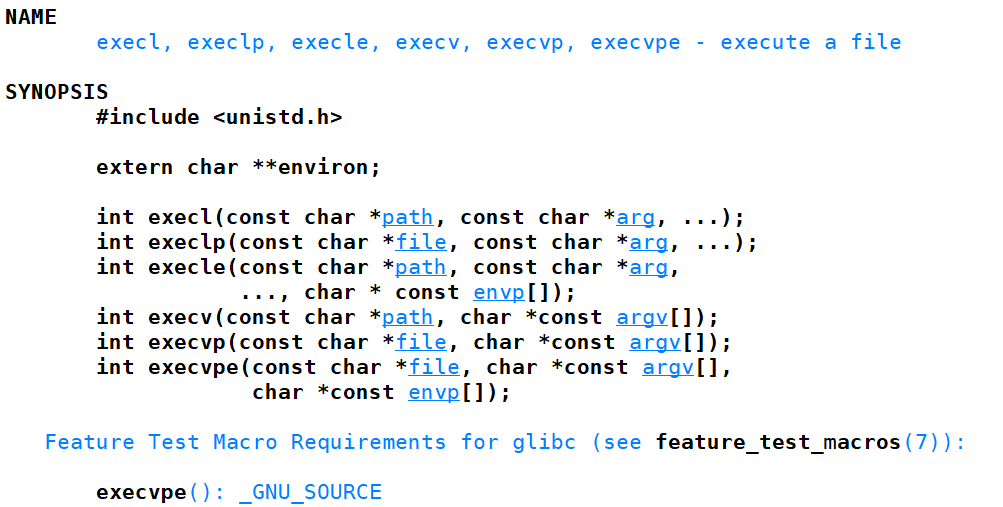 NAME
execl, execlp, execle, execv, execvp, execvpe - execute a file
SYNOPSIS
#include <unistd.h>
extern char **environ;
int execl(const char *path, const char *arg, ...);
int execlp(const char *file, const char *arg, ...);
int execle(const char *path, const char *arg,
..., char * const envp[]);
int execv(const char *path, char *const argv[]);
int execvp(const char *file, char *const argv[]);
int execvpe(const char *file, char *const argv[],
char *const envp[]);
Feature Test Macro Requirements for glibc (see feature_test_macros(7)):
execvpe(): _GNU_SOURCE